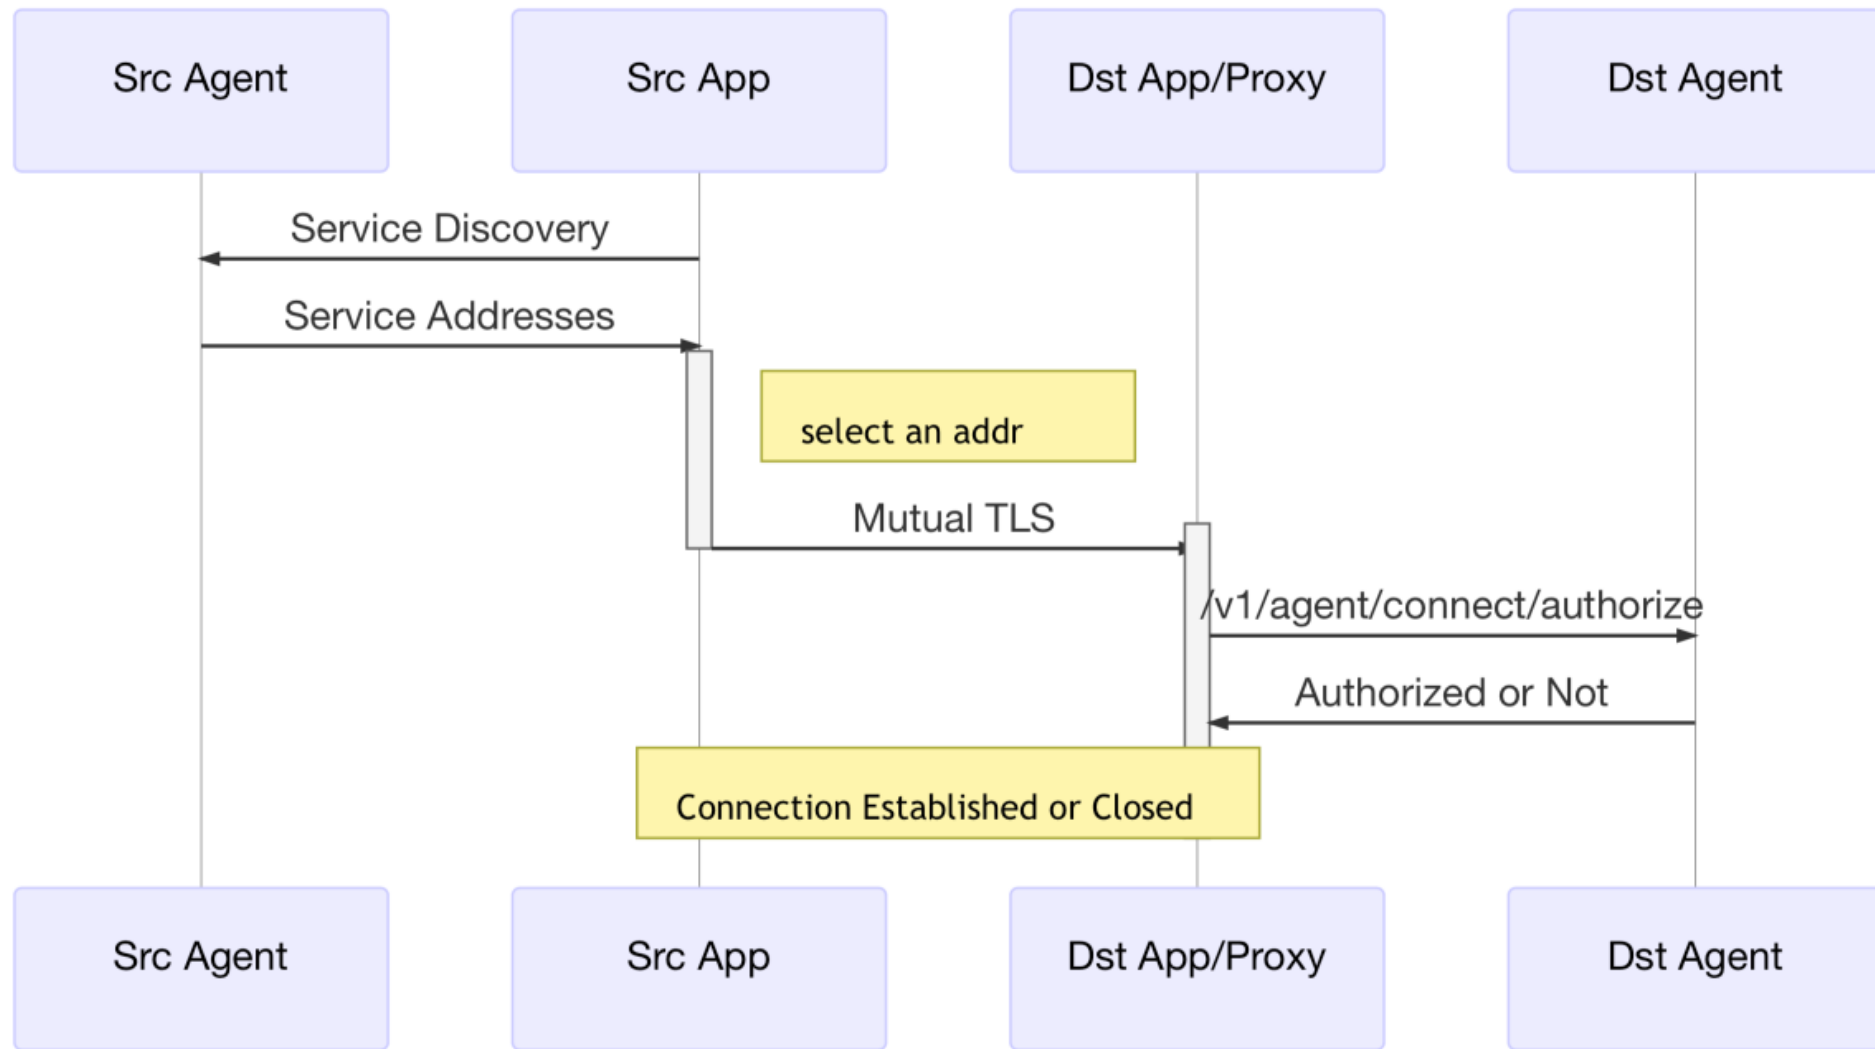 Src Agent
Src App
Dst App/Proxy
Dst Agent
Service Discovery
Service Addresses
select an addr
Mutual TLS
/v1/agent/connect/authorize
Authorized or Not
Connection Established or Closed
Src Agent
Src App
Dst App/Proxy
Dst Agent